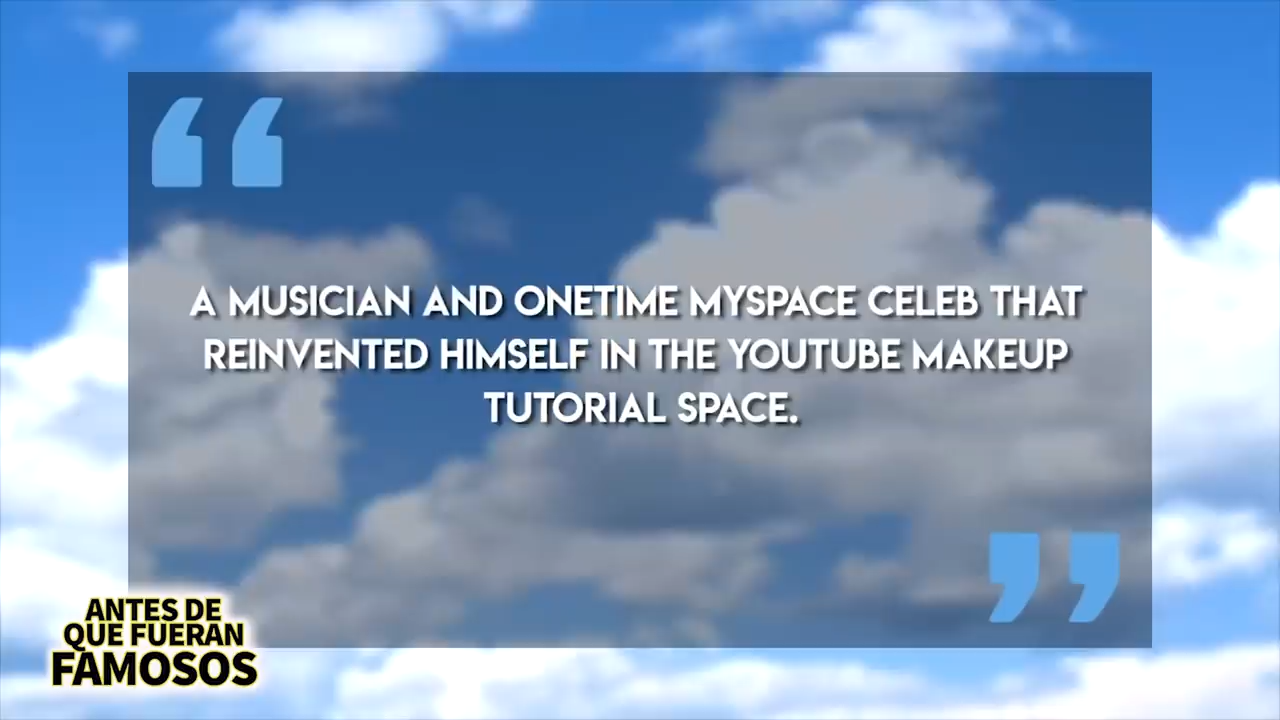 A MUSICIAN AND ONETIME MYSPACE CELEB THAT
REINVENTED HIMSELF IN THE YOUTUBE MAKEUP
TUTORIAL SPACE.
ANTES DE
QUE FUERAN
FAMOSOS